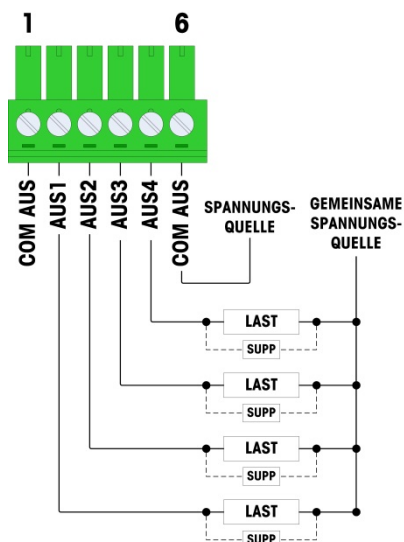 1 6
COM AUS
AUS1
AUS2
AUS3
AUS4
COM AUS
SPANNUNGS-
QUELLE
GEMEINSAME
SPANNUNGS-
QUELLE
LAST
SUPP
LAST
SUPP
LAST
SUPP
LAST
SUPP